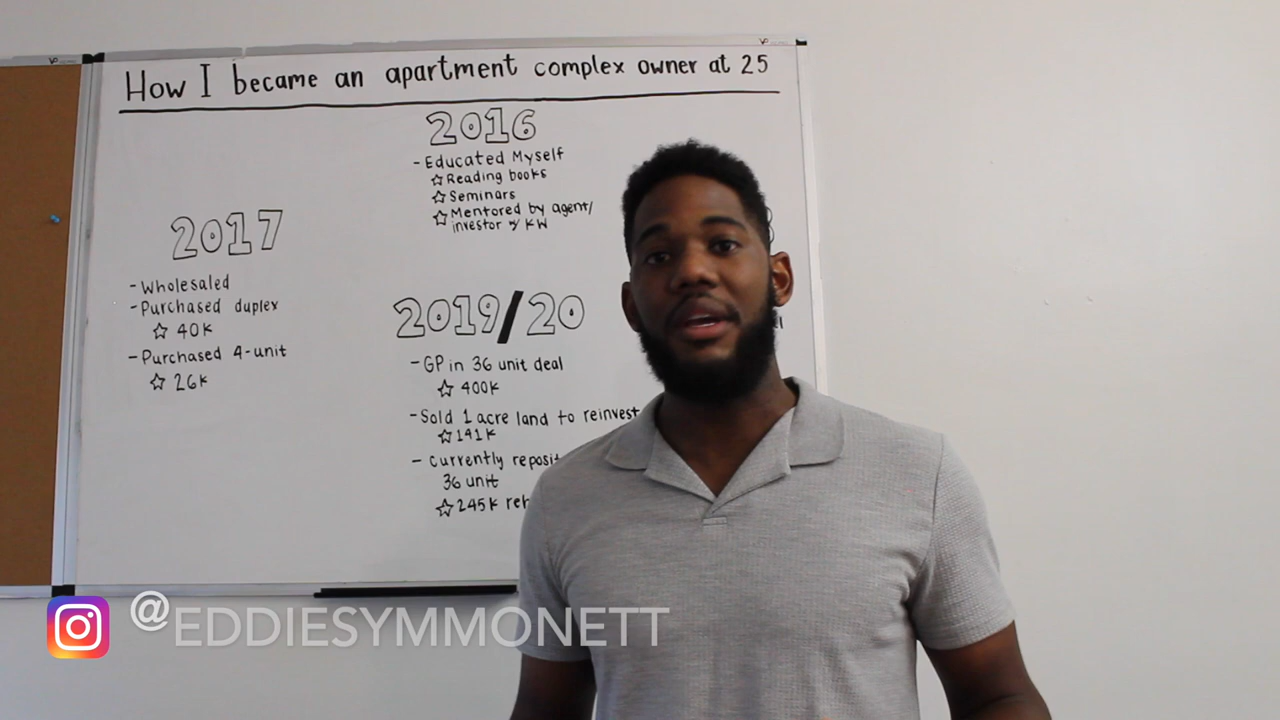 How I became an apartment complex owner at 25
2016
- Educated Myself
☆ Reading books
☆ Seminars
☆ Mentored by agent/
investor w/ KW
2017
- Wholesaled
- Purchased duplex
☆ 40K
- Purchased 4-unit
☆ 26K
2019/20
- GP in 36 unit deal
☆ 400K
- Sold 1 acre land to reinvest
☆ 141K
- Currently
36 unit
☆ 245K
@EDDIESYMMONETT